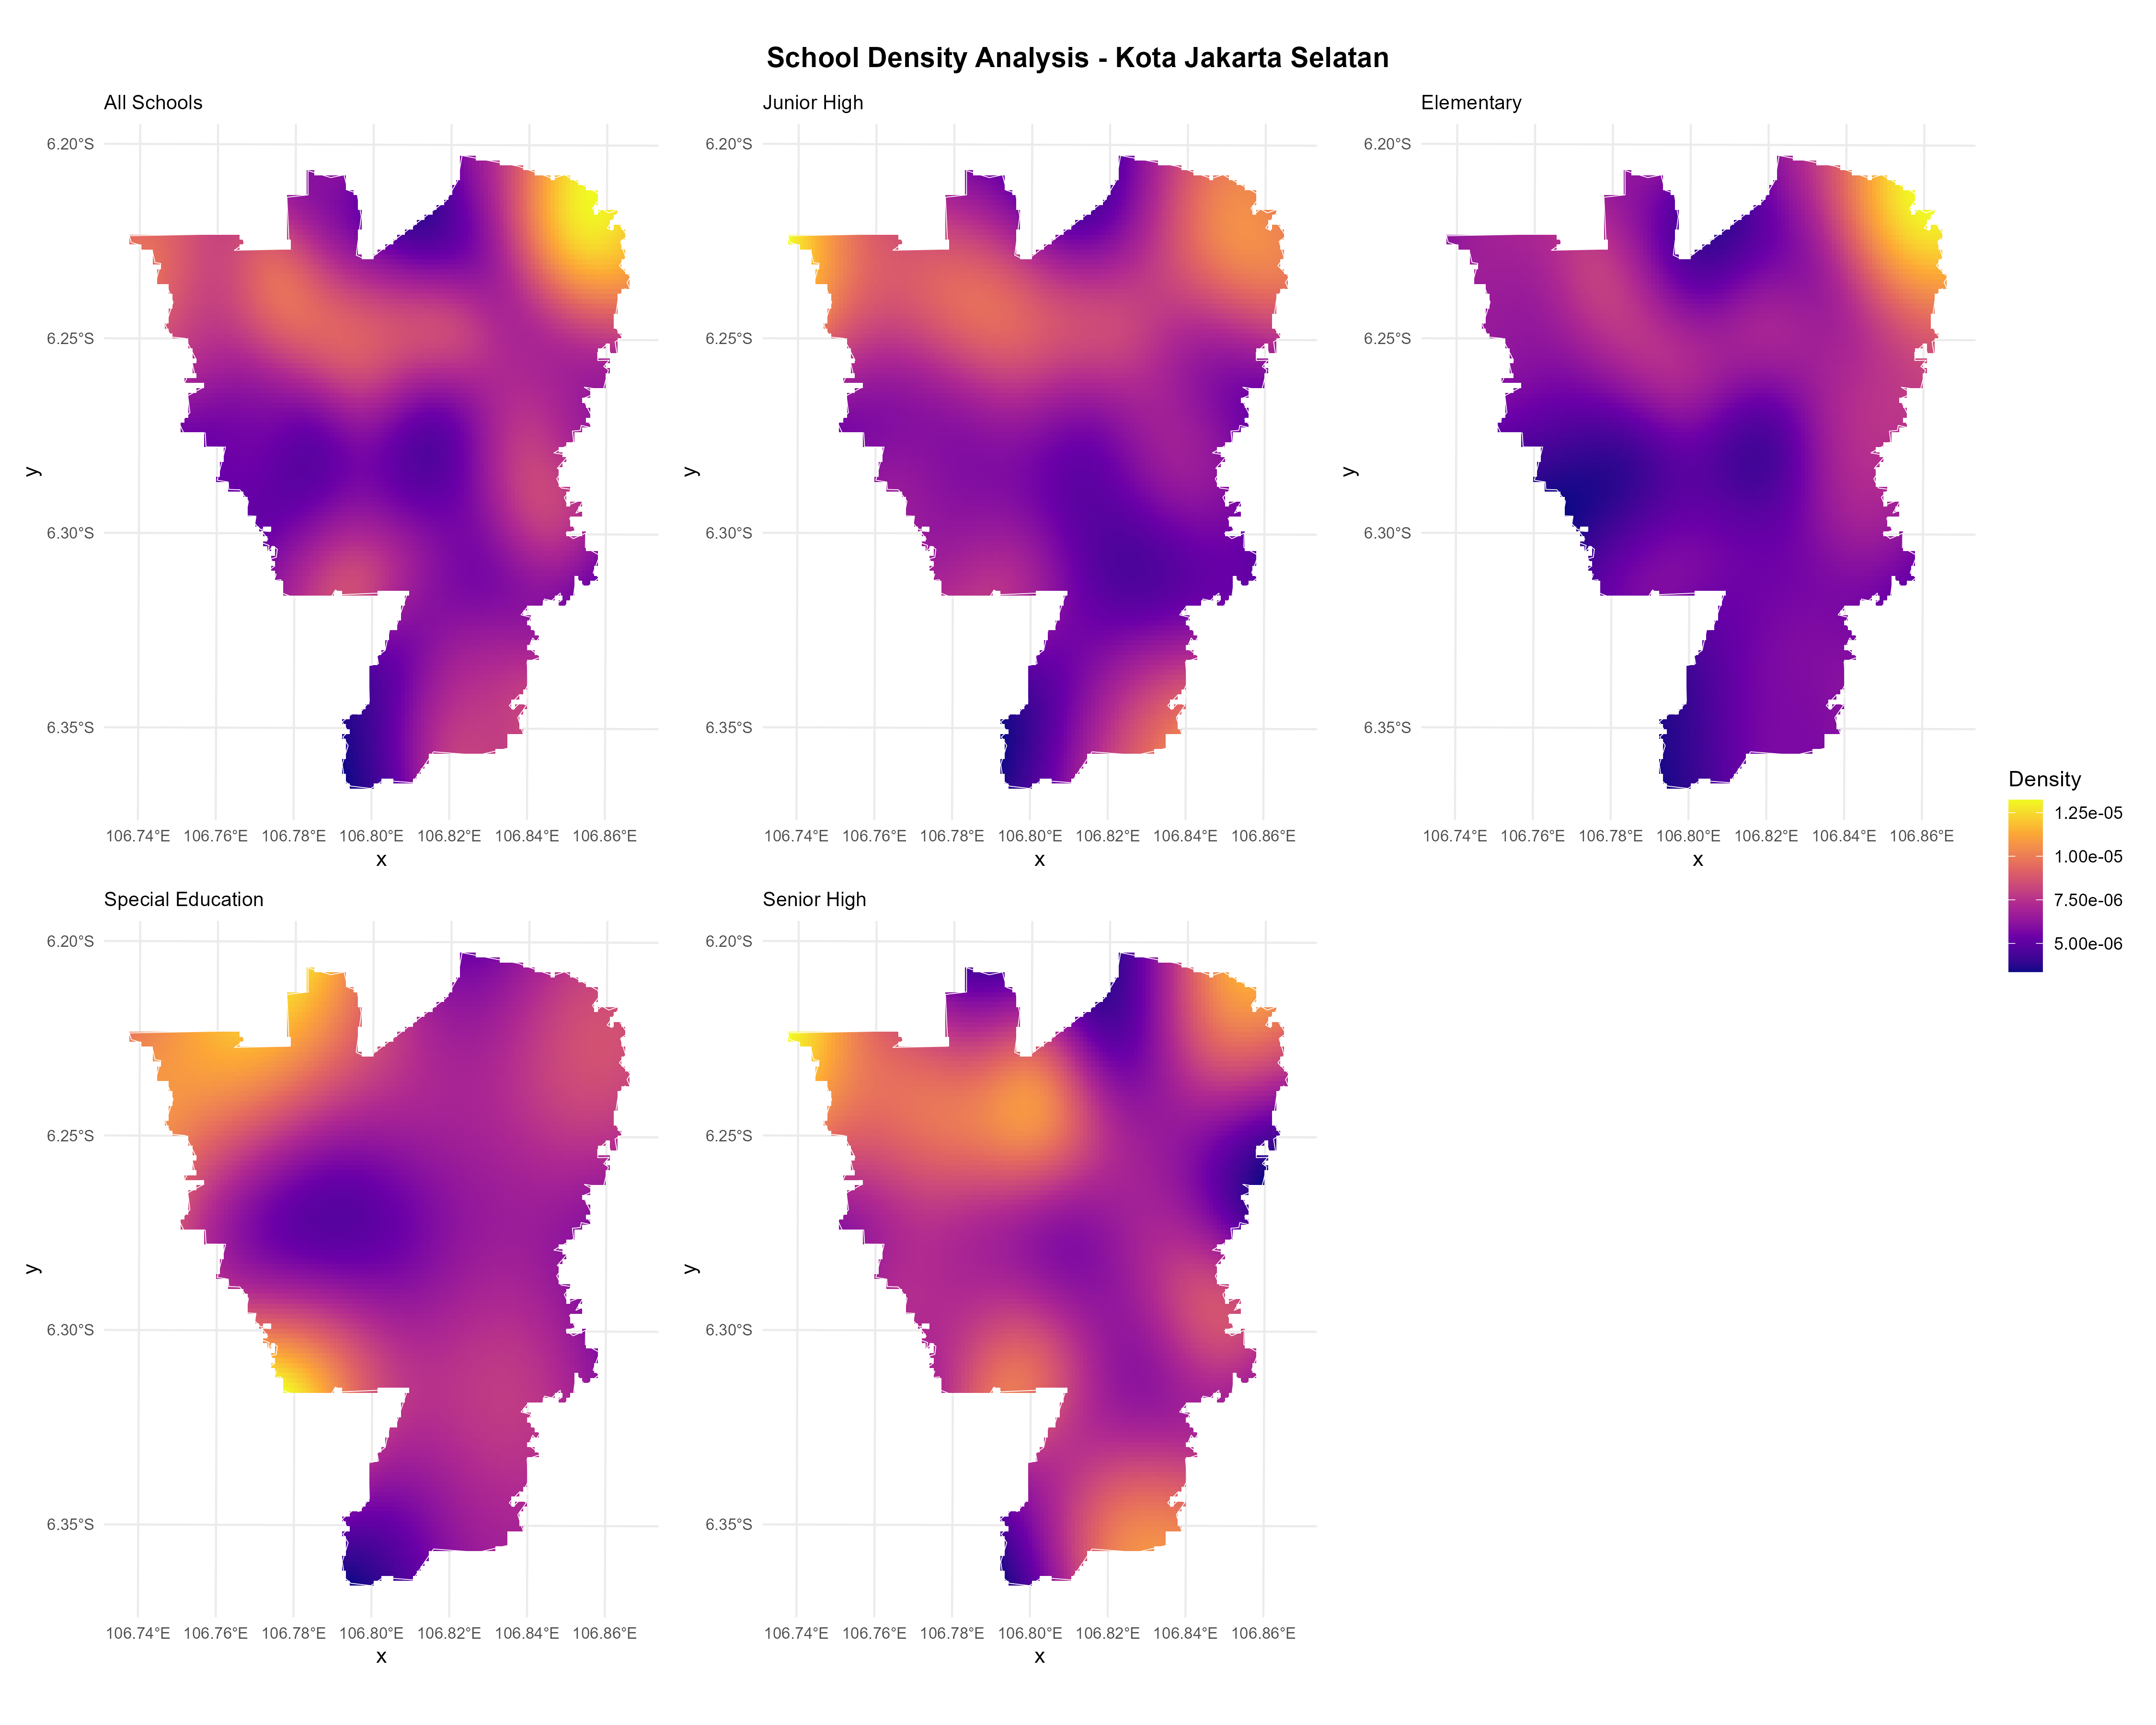 School Density Analysis - Kota Jakarta Selatan
All Schools
6.20°S
6.25°S
6.30°S
6.35°S
y
106.74°E 106.76°E 106.78°E 106.80°E 106.82°E 106.84°E 106.86°E
x
Junior High
6.20°S
6.25°S
6.30°S
6.35°S
y
106.74°E 106.76°E 106.78°E 106.80°E 106.82°E 106.84°E 106.86°E
x
Elementary
6.20°S
6.25°S
6.30°S
6.35°S
y
106.74°E 106.76°E 106.78°E 106.80°E 106.82°E 106.84°E 106.86°E
x
Density
1.25e-05
1.00e-05
7.50e-06
5.00e-06
Special Education
6.20°S
6.25°S
6.30°S
6.35°S
y
106.74°E 106.76°E 106.78°E 106.80°E 106.82°E 106.84°E 106.86°E
x
Senior High
6.20°S
6.25°S
6.30°S
6.35°S
y
106.74°E 106.76°E 106.78°E 106.80°E 106.82°E 106.84°E 106.86°E
x